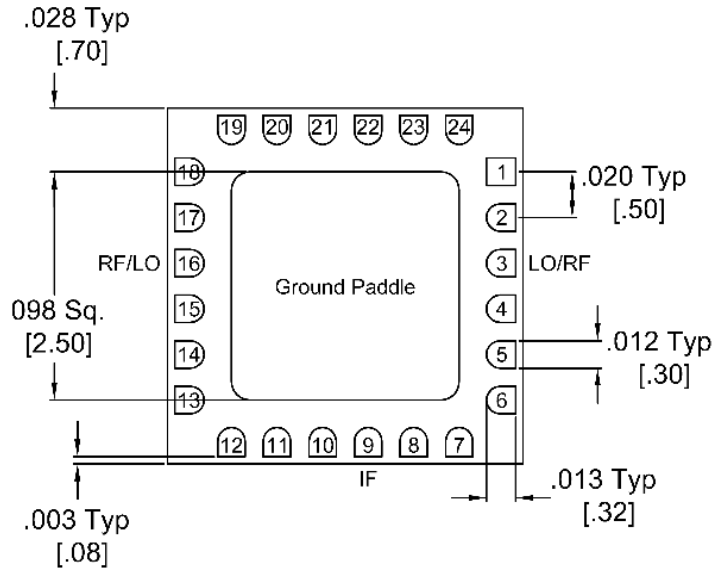 .028 Typ
[.70]
19 20 21 22 23 24
18
1
.020 Typ
[.50]
17
2
RF/LO 16
3 LO/RF
Ground Paddle
098 Sq.
[2.50]
15
4
14
5
.012 Typ
[.30]
13
6
12 11 10 9 8 7
IF
.013 Typ
[.32]
.003 Typ
[.08]